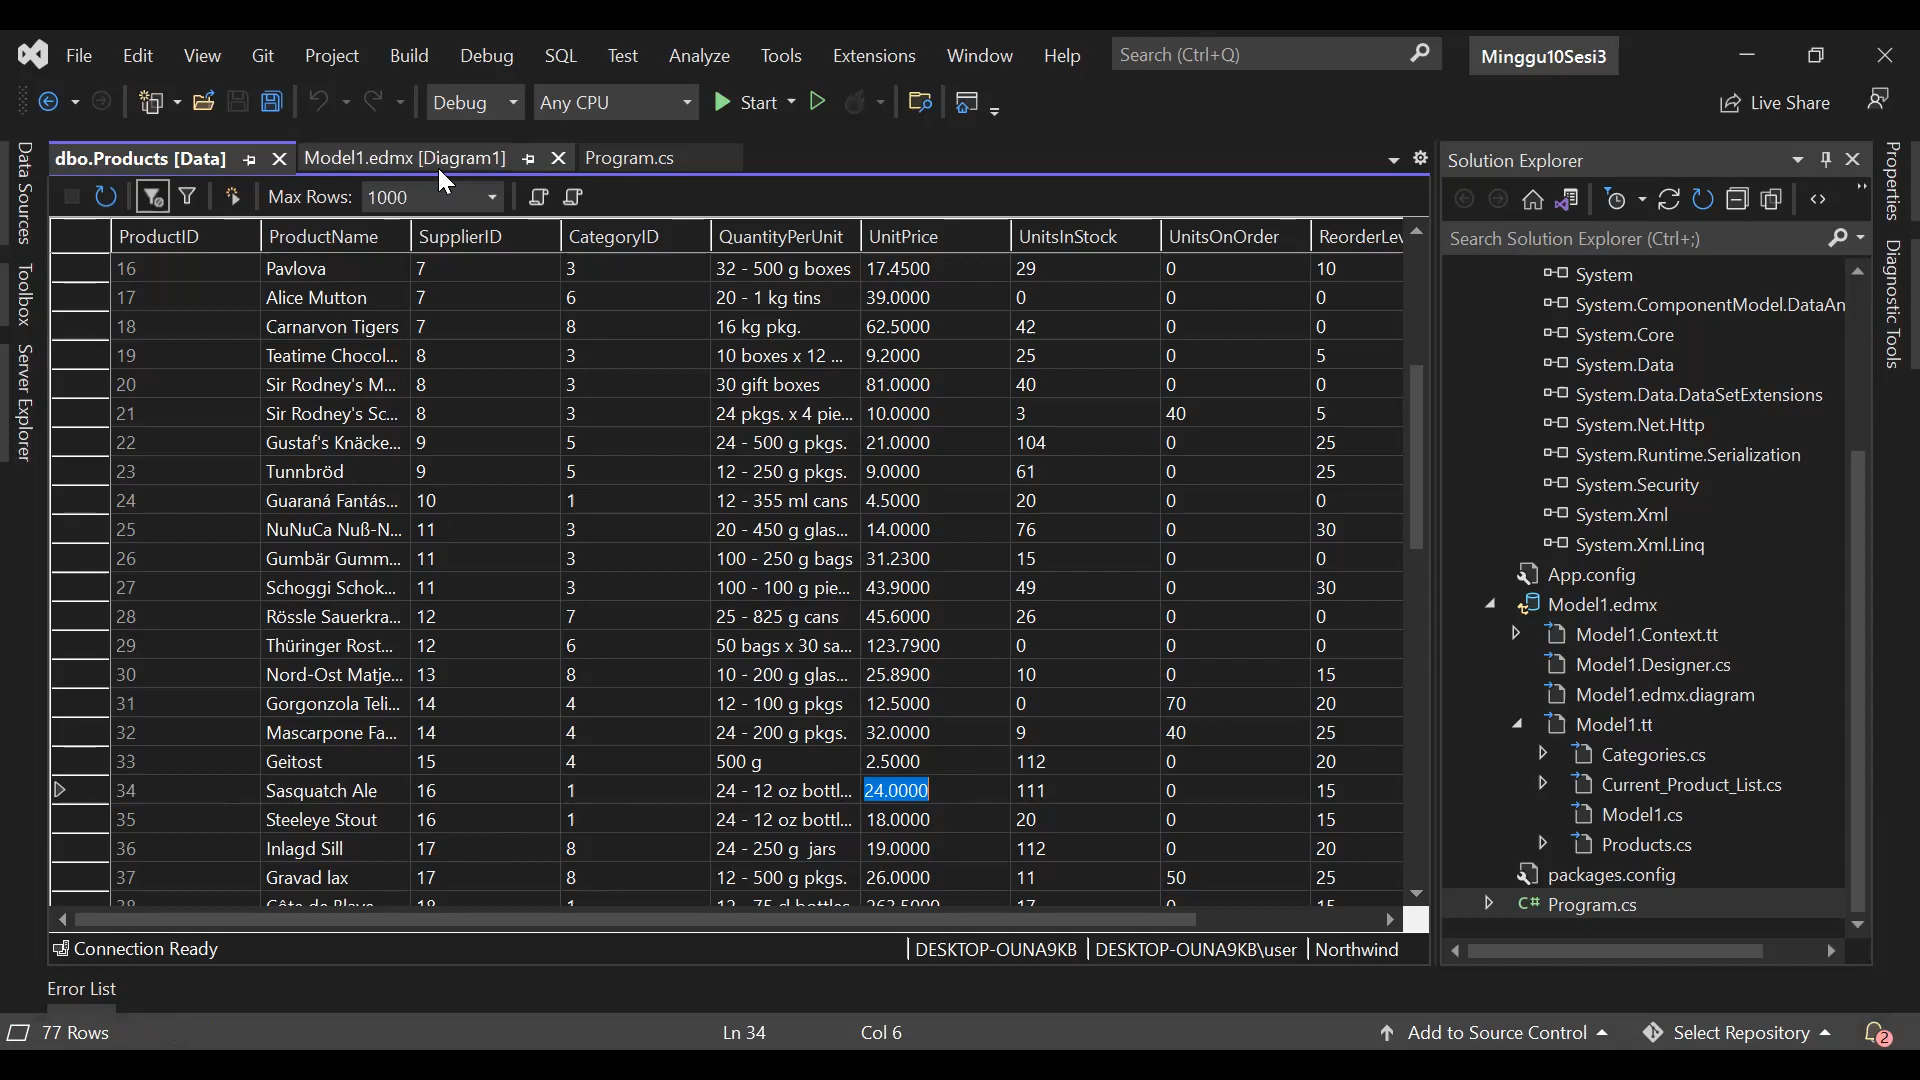 File Edit View Git Project Build Debug SQL Test Analyze Tools Extensions Window Help Search (Ctrl+Q) Minggu10Sesi3
Debug Any CPU Start Live Share
Data Sources
Toolbox
Server Explorer
dbo.Products [Data] Model1.edmx [Diagram1] Program.cs
Max Rows: 1000
ProductID ProductName SupplierID CategoryID QuantityPerUnit UnitPrice UnitsInStock UnitsOnOrder ReorderLev
16 Pavlova 7 3 32 - 500 g boxes 17.4500 29 0 10
17 Alice Mutton 7 6 20 - 1 kg tins 39.0000 0 0 0
18 Carnarvon Tigers 7 8 16 kg pkg. 62.5000 42 0 0
19 Teatime Chocol... 8 3 10 boxes x 12 ... 9.2000 25 0 5
20 Sir Rodney's M... 8 3 30 gift boxes 81.0000 40 0 0
21 Sir Rodney's Sc... 8 3 24 pkgs. x 4 pie... 10.0000 3 40 5
22 Gustaf's Knäcke... 9 5 24 - 500 g pkgs. 21.0000 104 0 25
23 Tunnbröd 9 5 12 - 250 g pkgs. 9.0000 61 0 25
24 Guaraná Fantás... 10 1 12 - 355 ml cans 4.5000 20 0 0
25 NuNuCa Nuß-N... 11 3 20 - 450 g glas... 14.0000 76 0 30
26 Gumbär Gumm... 11 3 100 - 250 g bags 31.2300 15 0 0
27 Schoggi Schok... 11 3 100 - 100 g pie... 43.9000 49 0 30
28 Rössle Sauerkra... 12 7 25 - 825 g cans 45.6000 26 0 0
29 Thüringer Rost... 12 6 50 bags x 30 sa... 123.7900 0 0 0
30 Nord-Ost Matje... 13 8 10 - 200 g glas... 25.8900 10 0 15
31 Gorgonzola Teli... 14 4 12 - 100 g pkgs 12.5000 0 70 20
32 Mascarpone Fa... 14 4 24 - 200 g pkgs. 32.0000 9 40 25
33 Geitost 15 4 500 g 2.5000 112 0 20
34 Sasquatch Ale 16 1 24 - 12 oz bottl... 24.0000 111 0 15
35 Steeleye Stout 16 1 24 - 12 oz bottl... 18.0000 20 0 15
36 Inlagd Sill 17 8 24 - 250 g jars 19.0000 112 0 20
37 Gravad lax 17 8 12 - 500 g pkgs. 26.0000 11 50 25
Connection Ready DESKTOP-OUNA9KB DESKTOP-OUNA9KB\user Northwind
Solution Explorer
Search Solution Explorer (Ctrl+;)
System
System.ComponentModel.DataAn
System.Core
System.Data
System.Data.DataSetExtensions
System.Net.Http
System.Runtime.Serialization
System.Security
System.Xml
System.Xml.Linq
App.config
Model1.edmx
Model1.Context.tt
Model1.Designer.cs
Model1.edmx.diagram
Model1.tt
Categories.cs
Current_Product_List.cs
Model1.cs
Products.cs
packages.config
C# Program.cs
Properties
Diagnostic Tools
Error List
77 Rows Ln 34 Col 6 Add to Source Control Select Repository 2